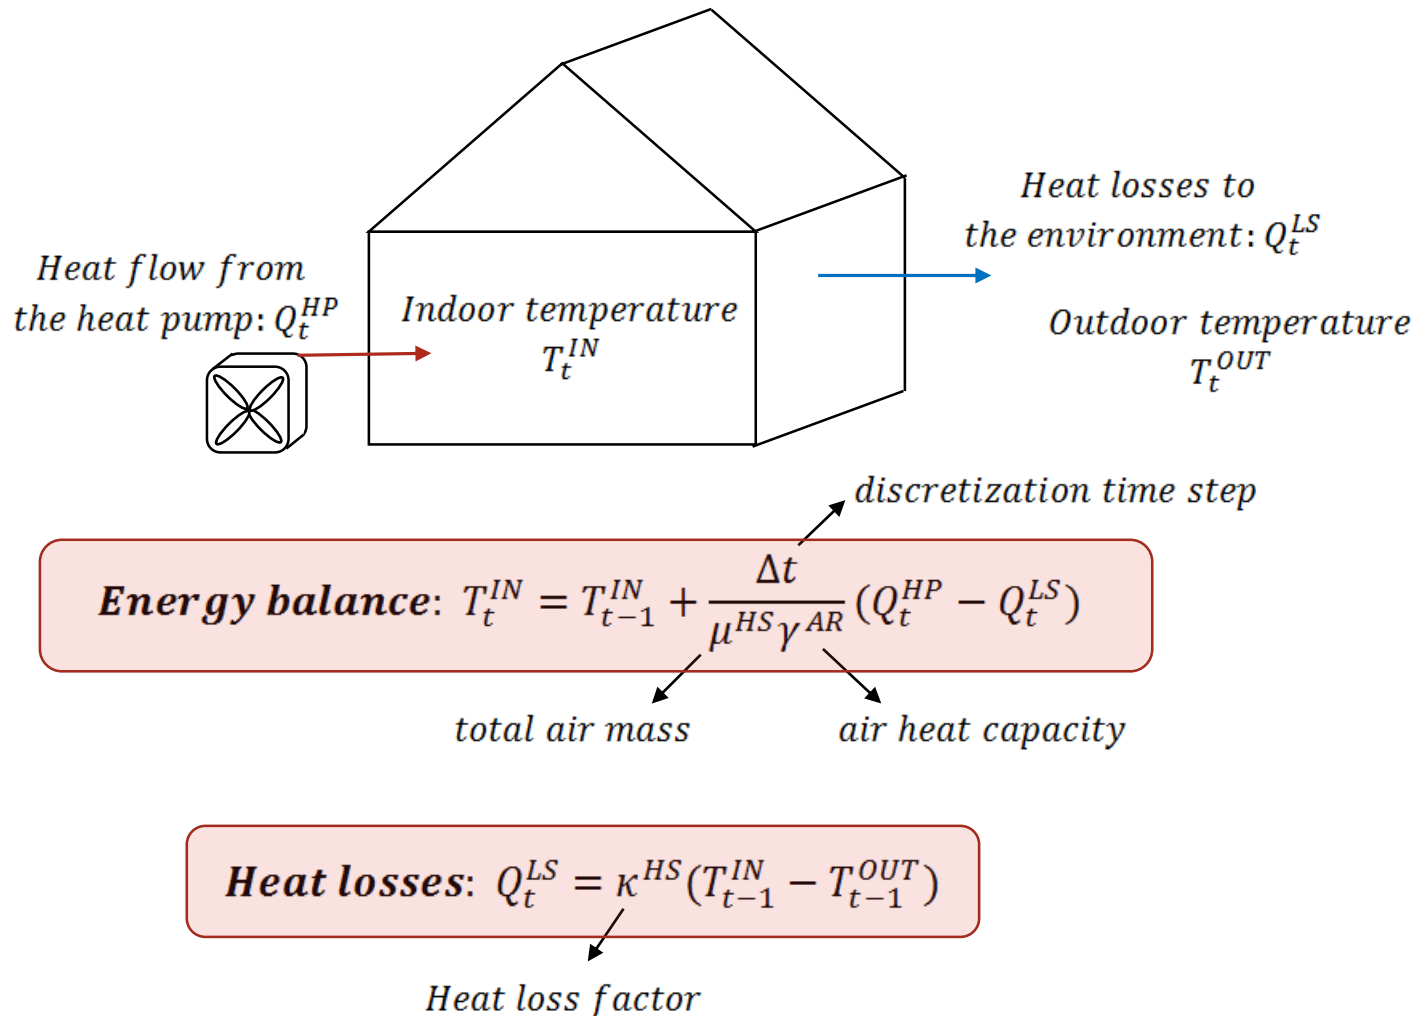 Heat losses to
the environment: Q_t^{LS}
Heat flow from
the heat pump: Q_t^{HP}
Indoor temperature
T_t^{IN}
Outdoor temperature
T_t^{OUT}
discretization time step
Energy balance: T_t^{IN} = T_{t-1}^{IN} + \frac{Δt}{μ^{HS}γ^{AR}}(Q_t^{HP} − Q_t^{LS})
total air mass
air heat capacity
Heat losses: Q_t^{LS} = κ^{HS}(T_{t-1}^{IN} − T_{t-1}^{OUT})
Heat loss factor